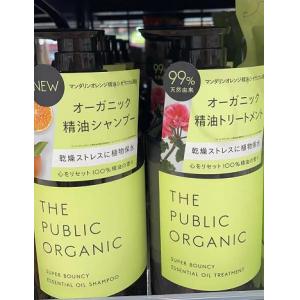 NEW
マンダリンオレンジ精油
オーガニック
精油シャンプー
乾燥ストレスに植物保水
心をリセット100%精油の香り
THE
PUBLIC
ORGANIC
SUPER BOUNCY
ESSENTIAL OIL SHAMPOO
99%
天然由来
マンダリンオレンジ精油
オーガニック
精油トリートメント
乾燥ストレスに植物保水
心をリセット100%精油の香り
THE
PUBLIC
ORGANIC
SUPER BOUNCY
ESSENTIAL OIL TREATMENT